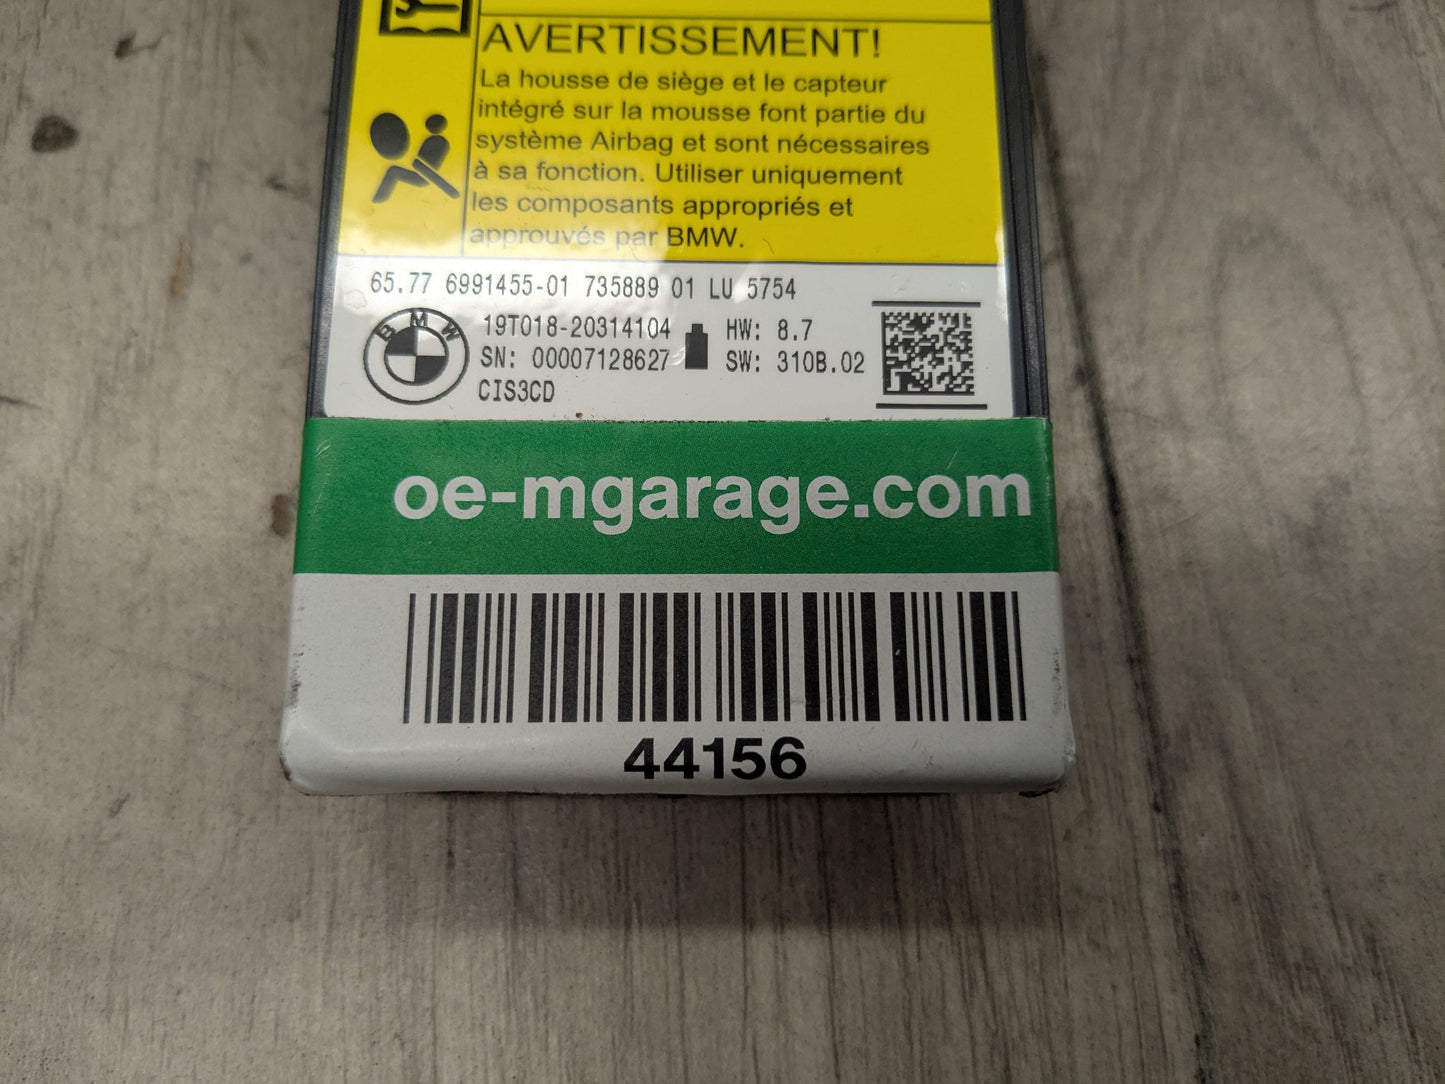 AVERTISSEMENT!
La housse de siège et le capteur
intégré sur la mousse font partie du
système Airbag et sont nécessaires
à sa fonction. Utiliser uniquement
les composants appropriés et
approuvés par BMW.
65.77 6991455-01 735889 01 LU 5754
BMW
19T018-20314104 HW: 8.7
SN: 00007128627 SW: 310B.02
CIS3CD
oe-mgarage.com
44156